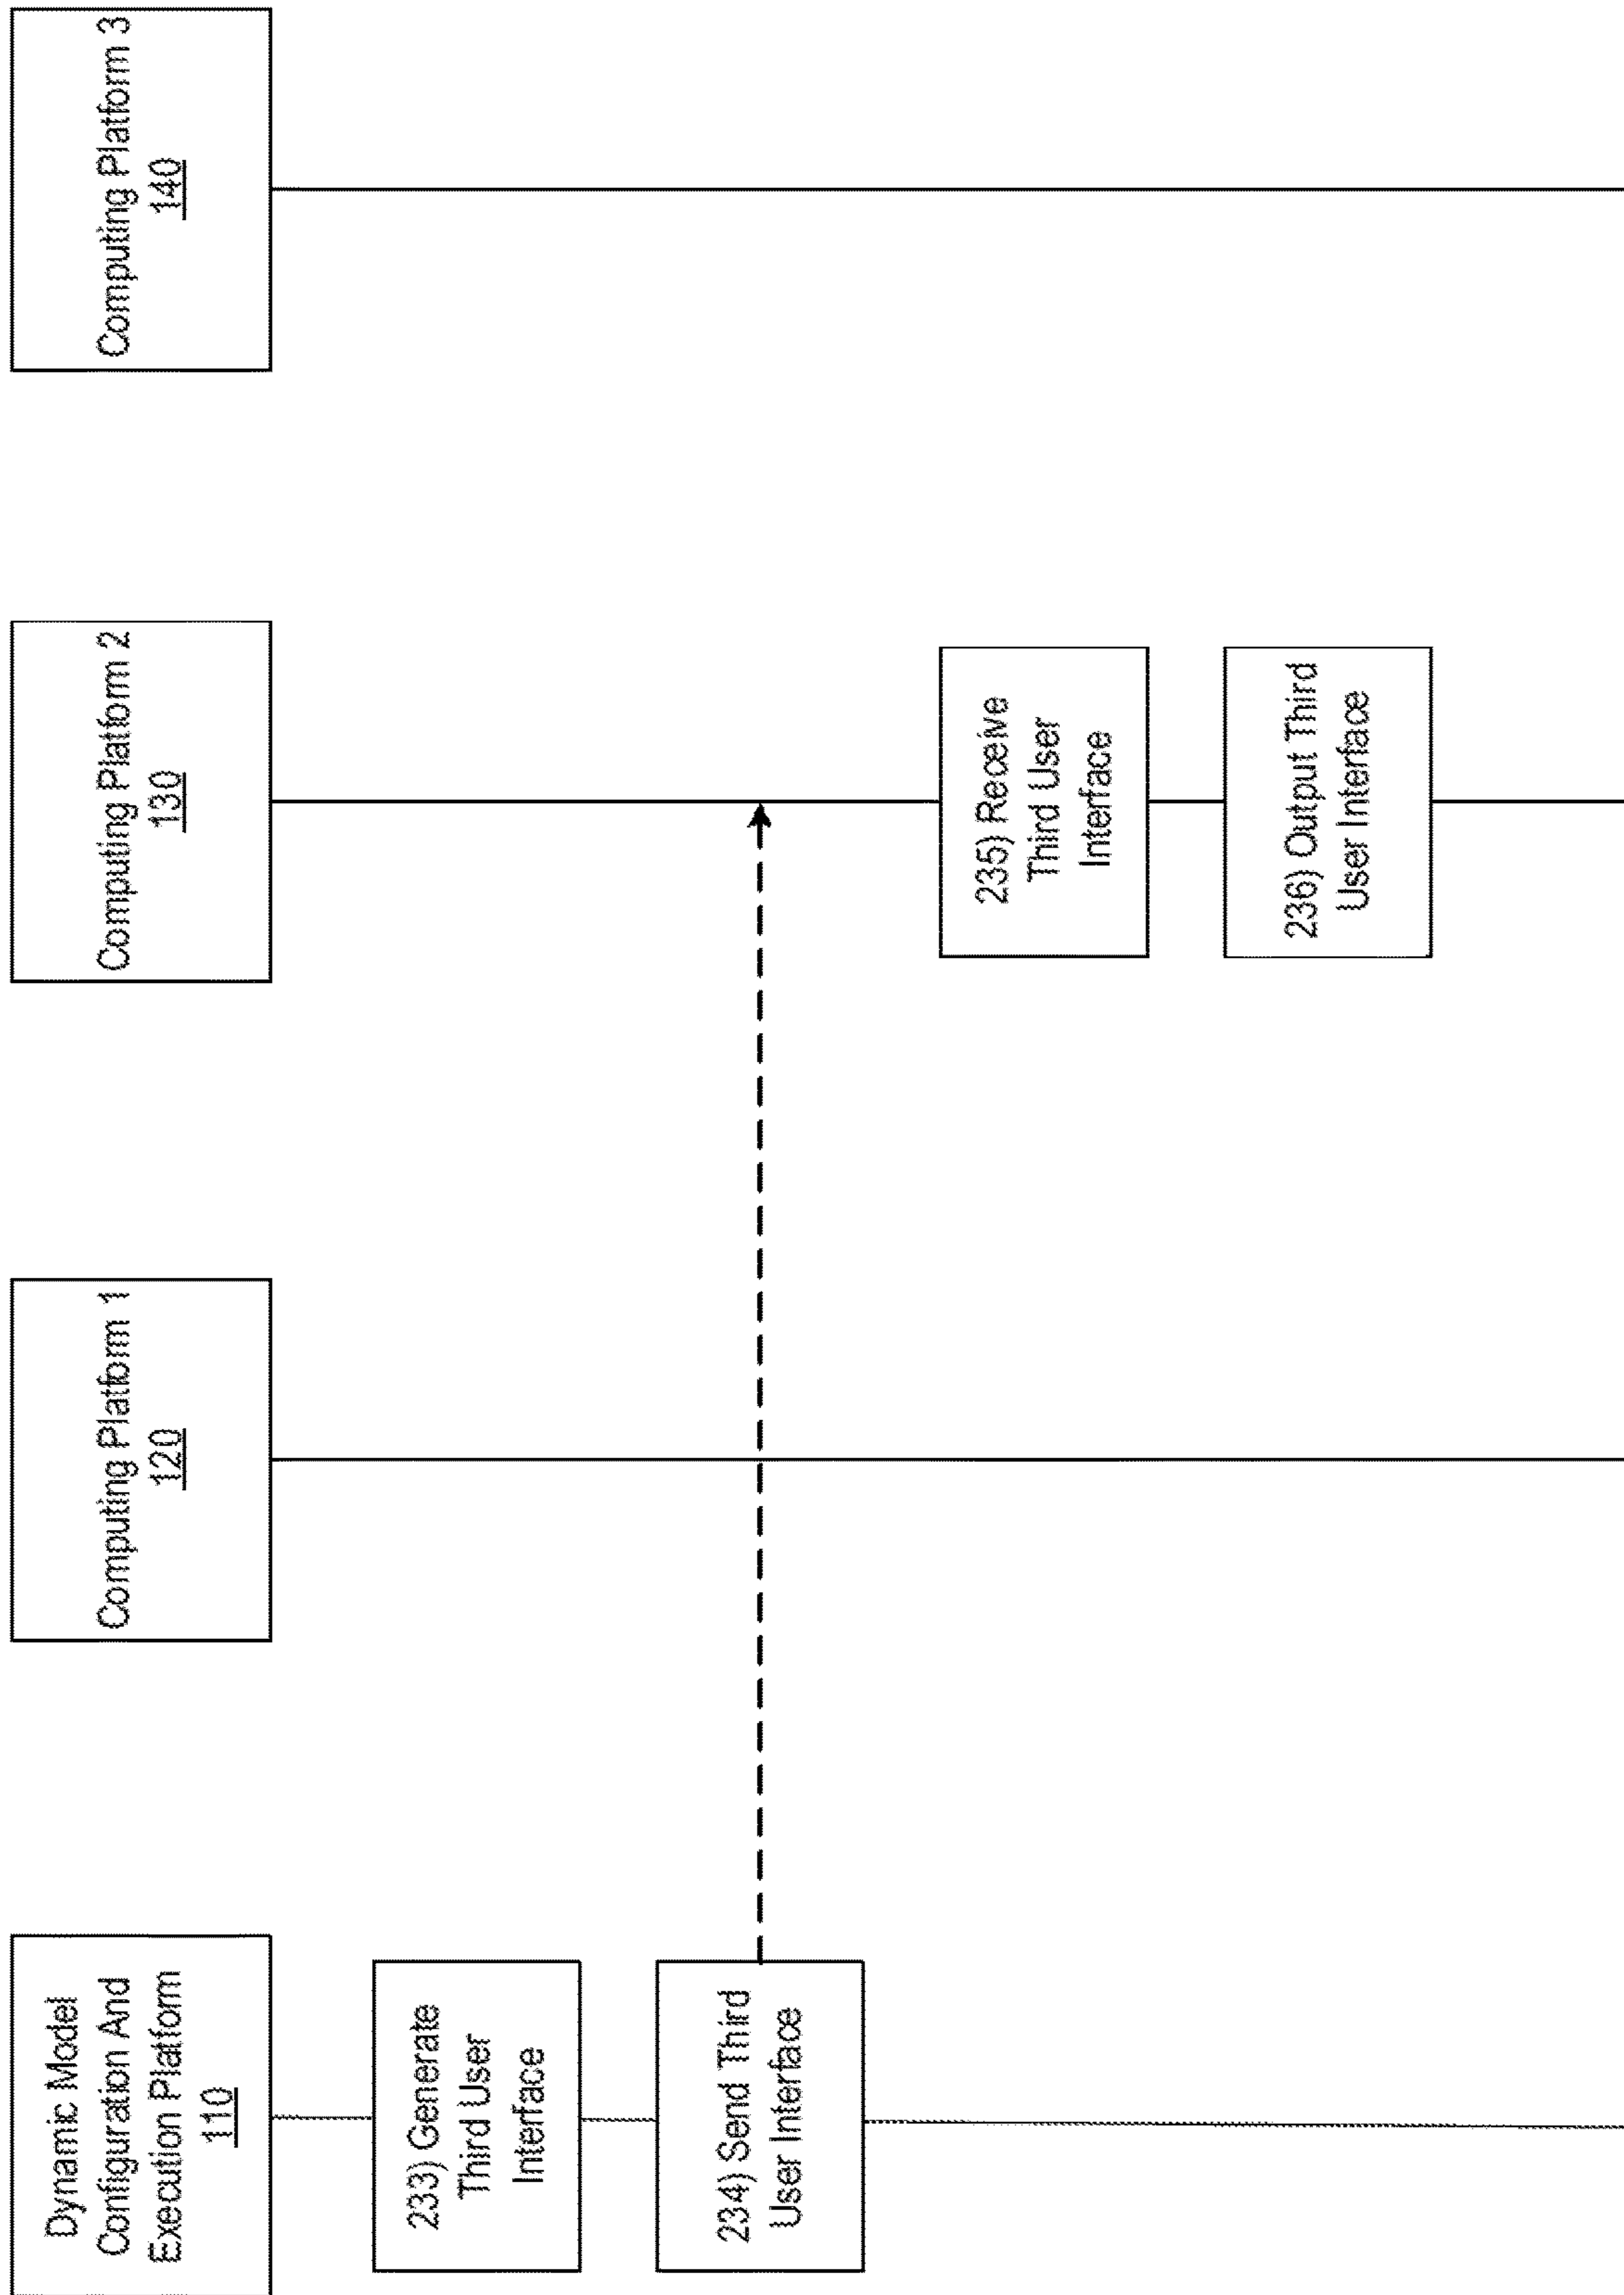 Dynamic Model
Configuration And
Execution Platform
110
Computing Platform 1
120
Computing Platform 2
130
Computing Platform 3
140
233) Generate
Third User
Interface
234) Send Third
User Interface
235) Receive
Third User
Interface
236) Output Third
User Interface